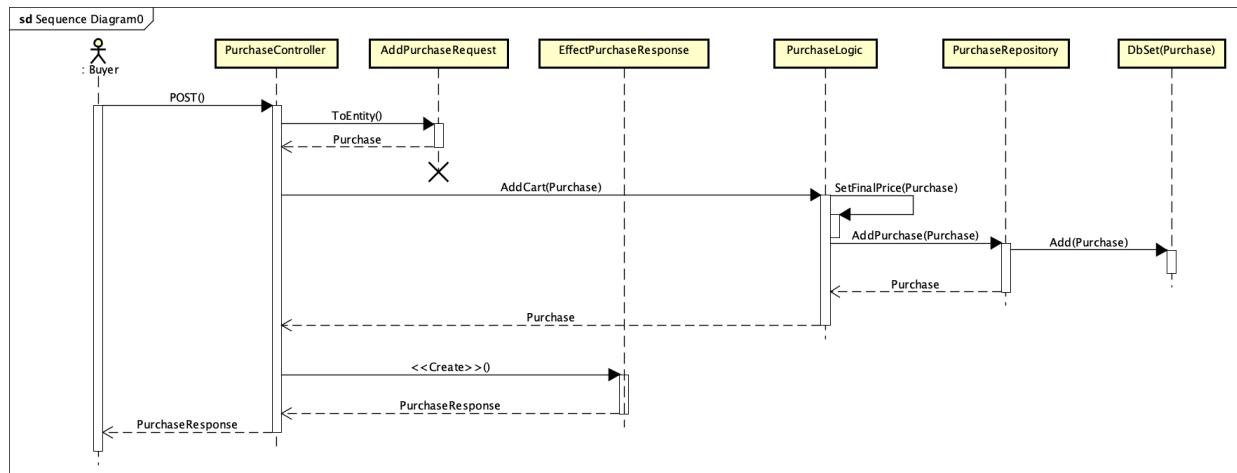 sd Sequence Diagram0
: Buyer
PurchaseController
AddPurchaseRequest
EffectPurchaseResponse
PurchaseLogic
PurchaseRepository
DbSet(Purchase)
POST()
ToEntity()
Purchase
AddCart(Purchase)
SetFinalPrice(Purchase)
AddPurchase(Purchase)
Add(Purchase)
Purchase
Purchase
<<Create>>()
PurchaseResponse
PurchaseResponse